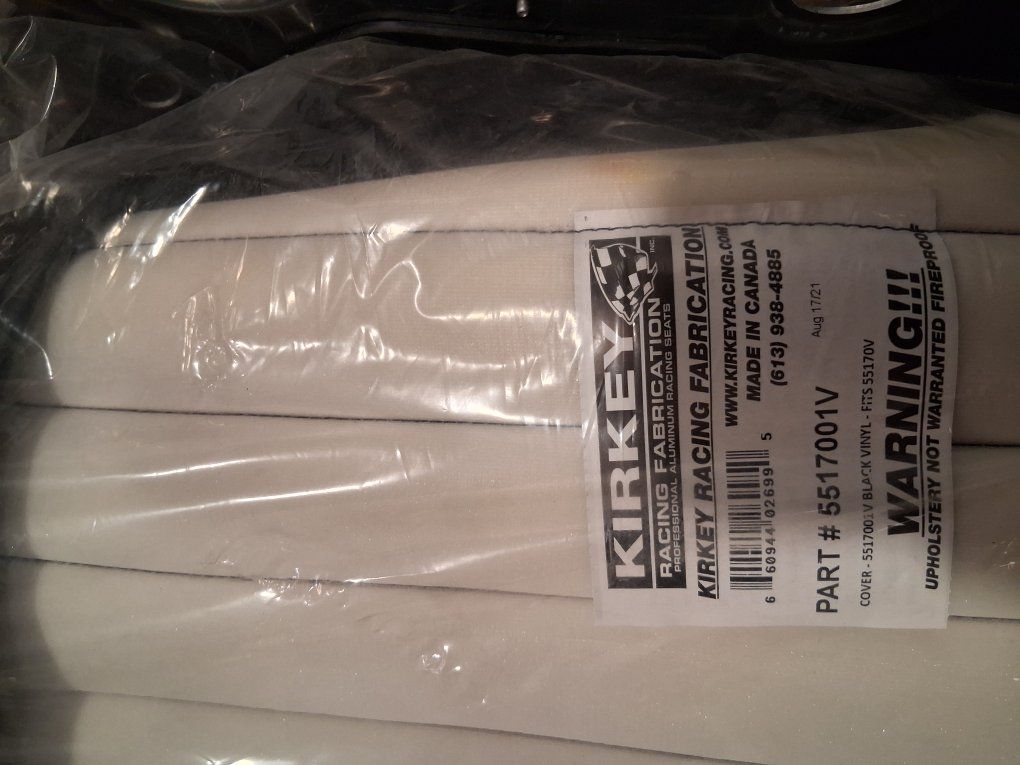 KIRKEY INC.
RACING FABRICATION
PROFESSIONAL ALUMINUM RACING SEATS
KIRKEY RACING FABRICATION
WWW.KIRKEYRACING.COM
MADE IN CANADA
(613) 938-4885
6 60944 02699 5
Aug 17/21
PART # 5517001V
COVER - 5517001V BLACK VINYL - FITS 55170V
WARNING!!!
UPHOLSTERY NOT WARRANTED FIREPROOF